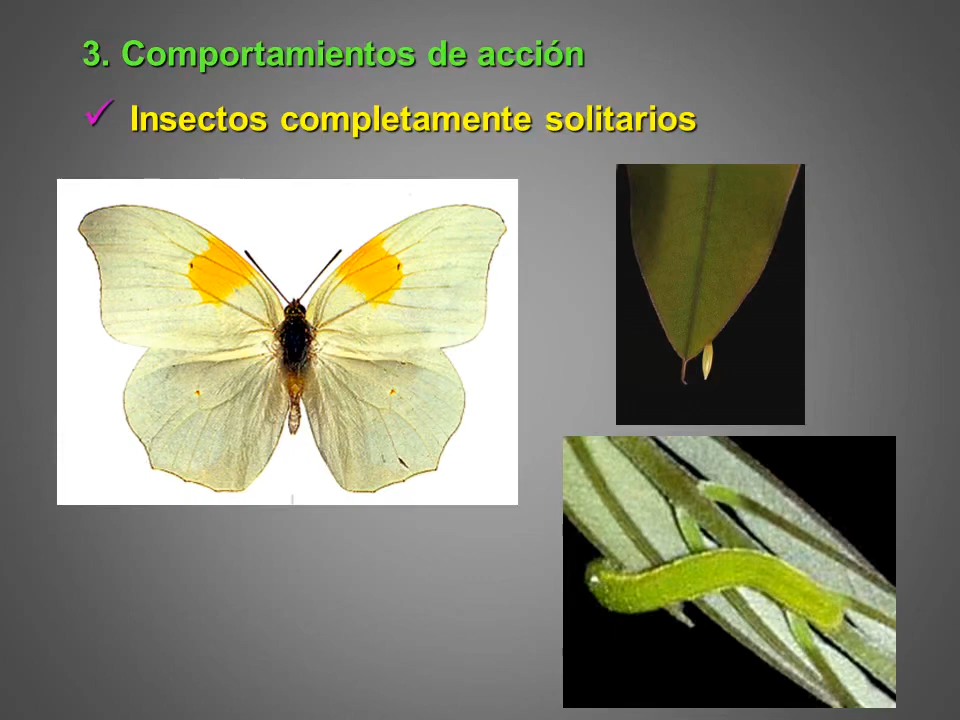 3. Comportamientos de acción
✓ Insectos completamente solitarios